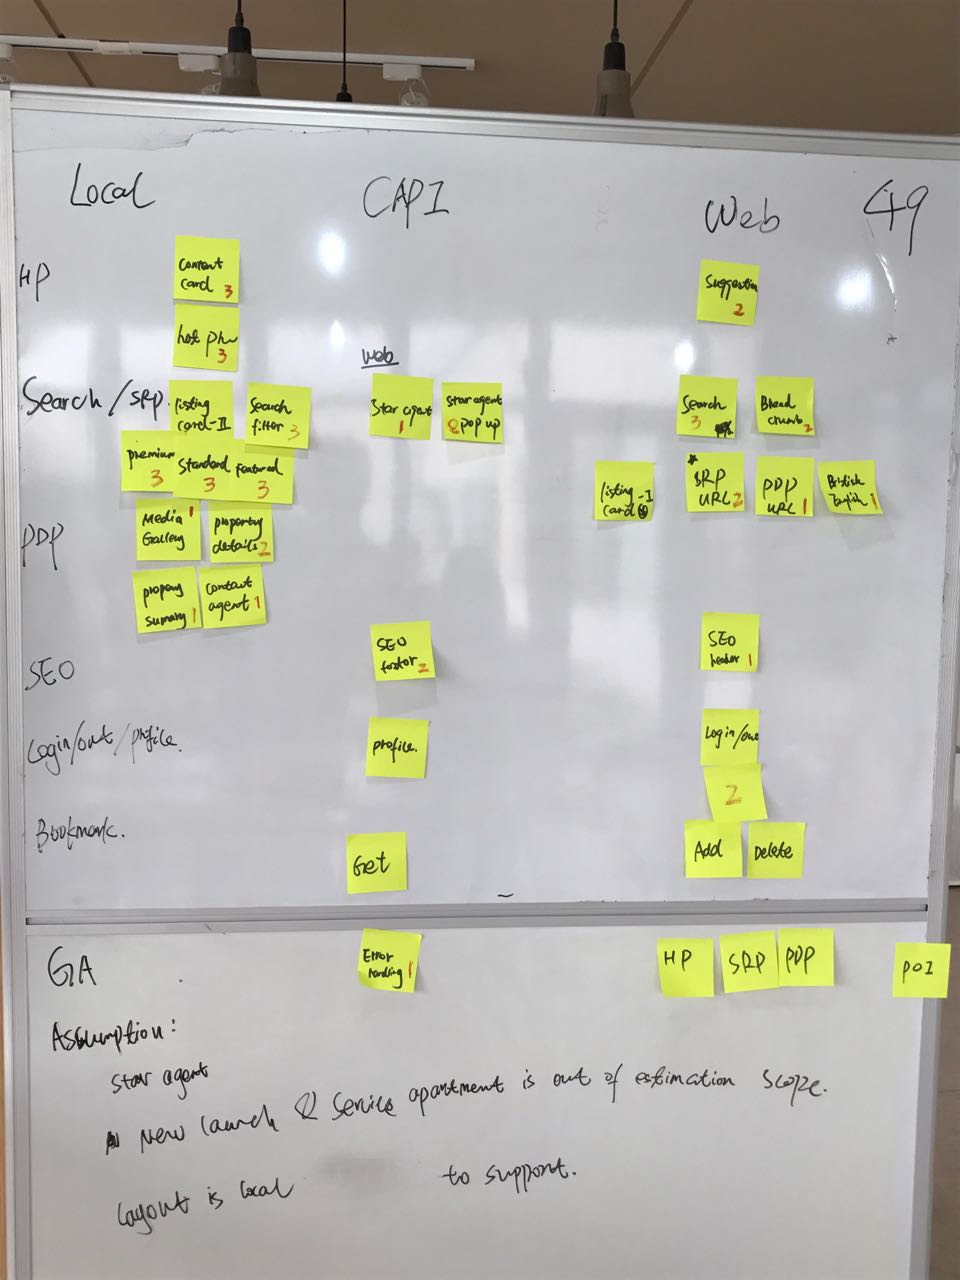 Local CAPI Web 49
HP
Content
card 3
Suggestion
2
hot
3
web
Search/SRP.
listing
card-II
Search
filter 3
Star agent
1
Star agent
pop up
Search
3
Bread
crumb 2
premium
3
Standard
3
Featured
3
listing -I
card
SRP
URL 2
PDP
URL 1
British
English 1
PDP
Media 1
Gallery
property
details 2
propety
sumary 1
contact
agent 1
SEO
SEO
footer 2
SEO
header 1
Login/out/profile.
profile.
Login/out
2
Bookmark.
Get
Add
Delete
GA
Error
handling 1
HP
SRP
PDP
POI
Assumption:
star agent
New launch & Service apartment is out of estimation scope.
layout is local to support.